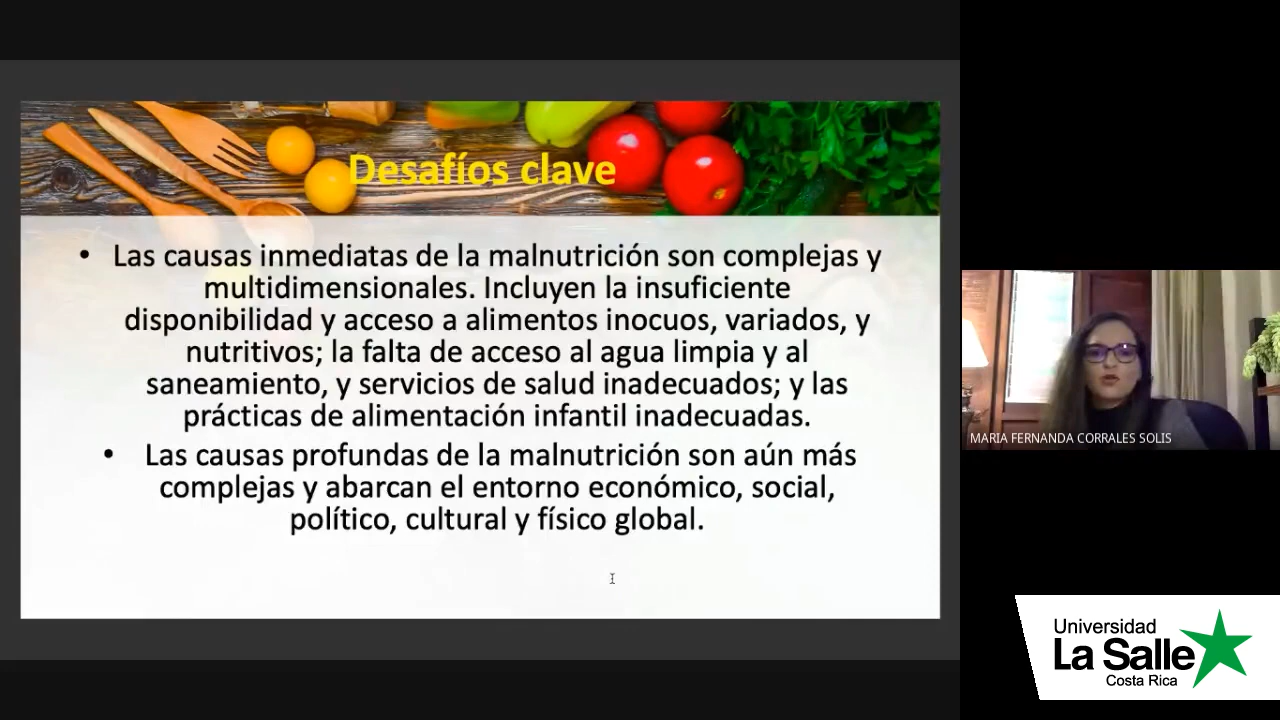 Desafíos clave
• Las causas inmediatas de la malnutrición son complejas y
multidimensionales. Incluyen la insuficiente
disponibilidad y acceso a alimentos inocuos, variados, y
nutritivos; la falta de acceso al agua limpia y al
saneamiento, y servicios de salud inadecuados; y las
prácticas de alimentación infantil inadecuadas.
• Las causas profundas de la malnutrición son aún más
complejas y abarcan el entorno económico, social,
político, cultural y físico global.
MARIA FERNANDA CORRALES SOLIS
Universidad
La Salle
Costa Rica